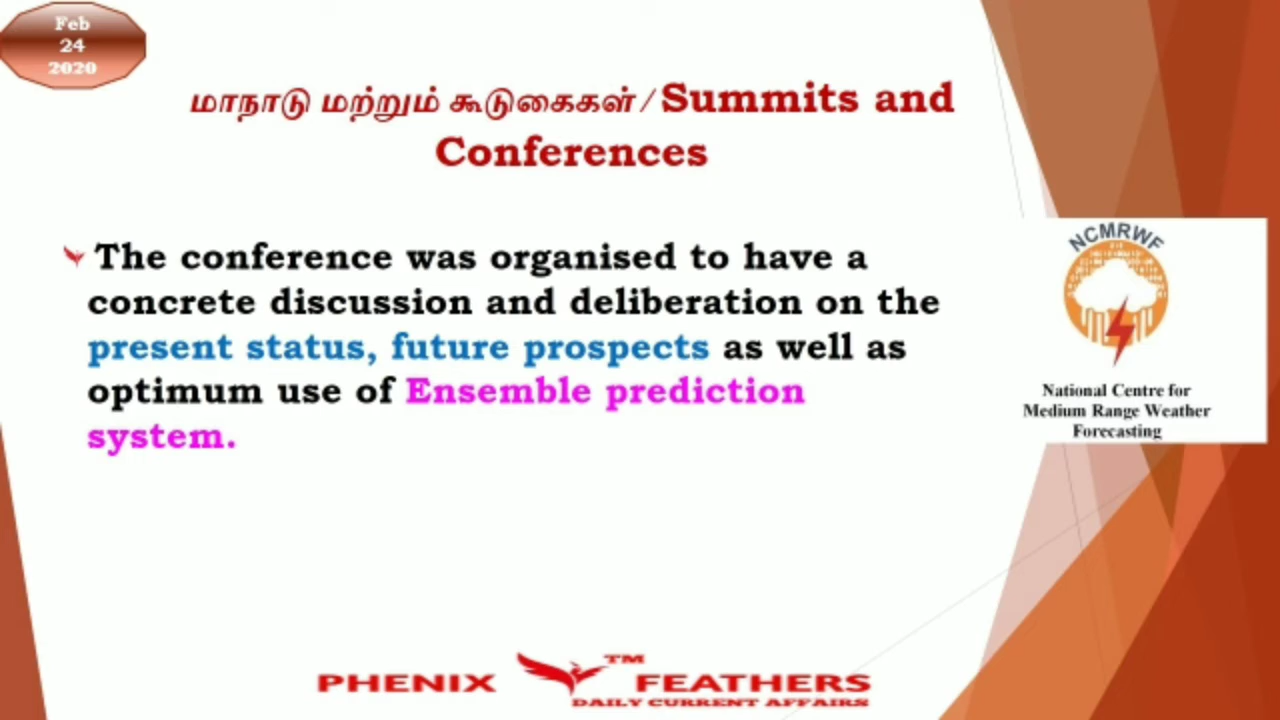 Feb
24
2020
மாநாடு மற்றும் கூடுகைகள் / Summits and
Conferences
The conference was organised to have a
concrete discussion and deliberation on the
present status, future prospects as well as
optimum use of Ensemble prediction
system.
NCMRWF
National Centre for
Medium Range Weather
Forecasting
PHENIX FEATHERS TM
DAILY CURRENT AFFAIRS